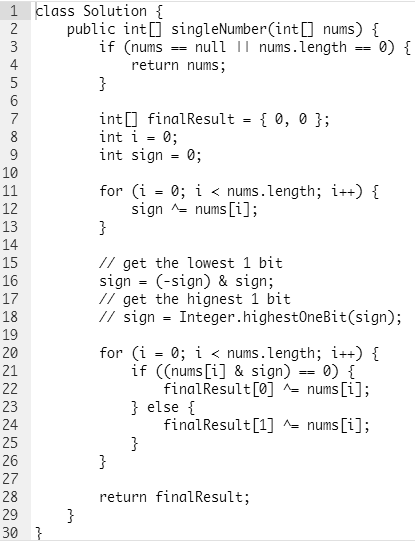 1 class Solution {
2     public int[] singleNumber(int[] nums) {
3         if (nums == null || nums.length == 0) {
4             return nums;
5         }
6
7         int[] finalResult = { 0, 0 };
8         int i = 0;
9         int sign = 0;
10
11         for (i = 0; i < nums.length; i++) {
12             sign ^= nums[i];
13         }
14
15         // get the lowest 1 bit
16         sign = (-sign) & sign;
17         // get the hignest 1 bit
18         // sign = Integer.highestOneBit(sign);
19
20         for (i = 0; i < nums.length; i++) {
21             if ((nums[i] & sign) == 0) {
22                 finalResult[0] ^= nums[i];
23             } else {
24                 finalResult[1] ^= nums[i];
25             }
26         }
27
28         return finalResult;
29     }
30 }